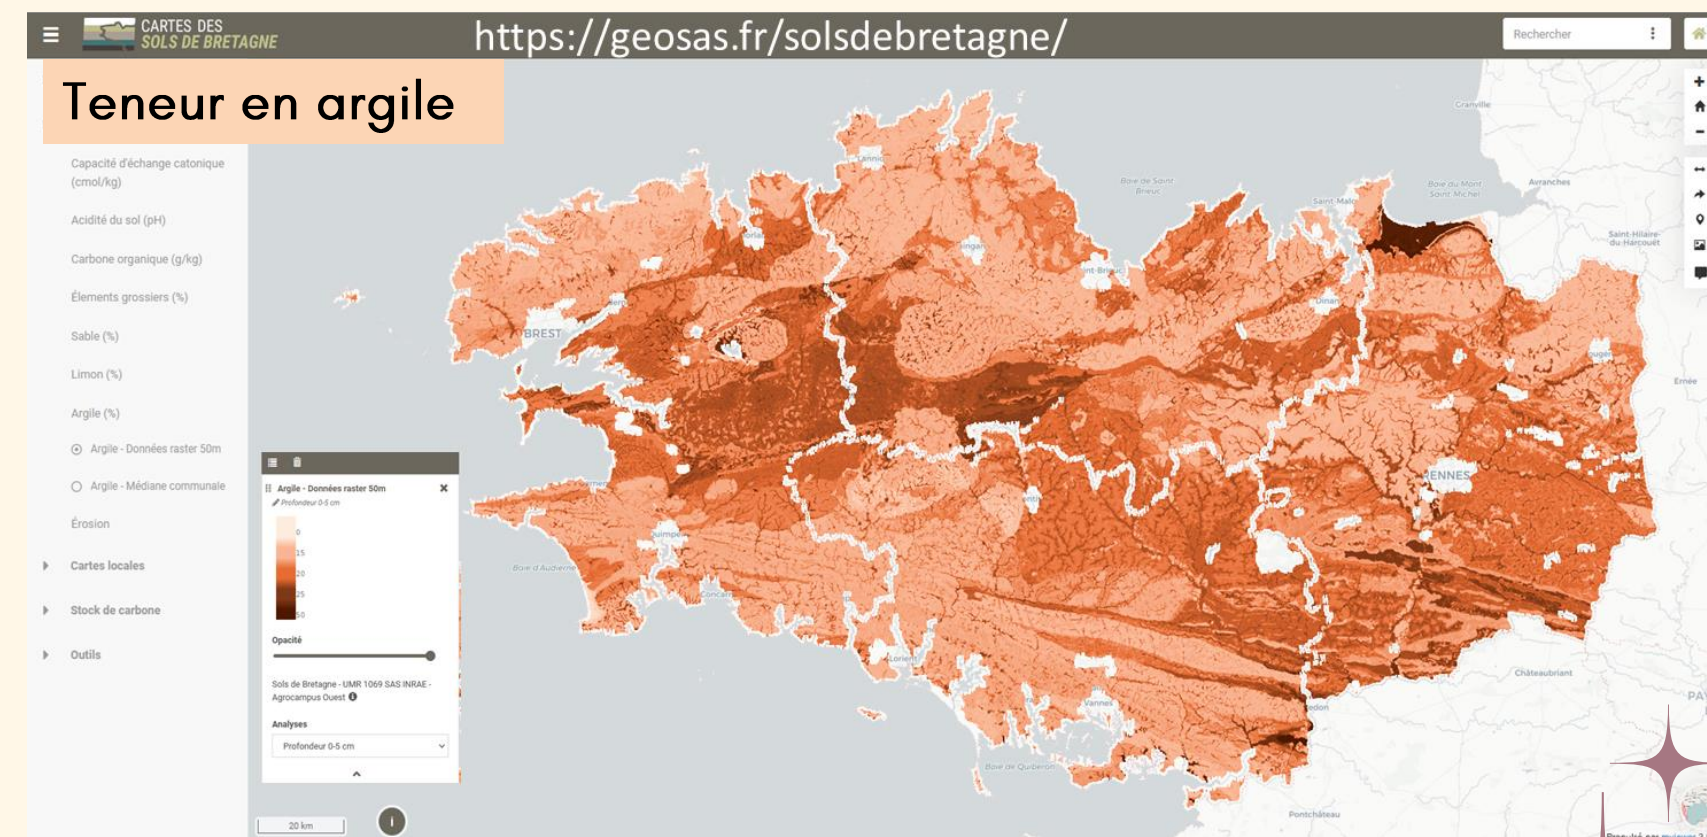 CARTES DES
SOLS DE BRETAGNE
https://geosas.fr/solsdebretagne/
Rechercher
Teneur en argile
Capacité d'échange catonique
(cmol/kg)
Acidité du sol (pH)
Carbone organique (g/kg)
Élements grossiers (%)
Sable (%)
Limon (%)
Argile (%)
Argile - Données raster 50m
Argile - Médiane communale
Érosion
Cartes locales
Stock de carbone
Outils
Argile - Données raster 50m
Profondeur 0-5 cm
0
15
20
25
50
Opacité
Sols de Bretagne - UMR 1069 SAS INRAE -
Agrocampus Ouest
Analyses
Profondeur 0-5 cm
20 km
i
Granville
Baie de Saint
Brieuc
Saint-Malo
Baie du Mont
Saint-Michel
Avranches
Saint-Hilaire-
du-Harcouët
BREST
Dinan
Ernée
RENNES
Baie d'Audierne
Lorient
Vannes
Baie de Quiberon
Châteaubriant
Pontchâteau
PA